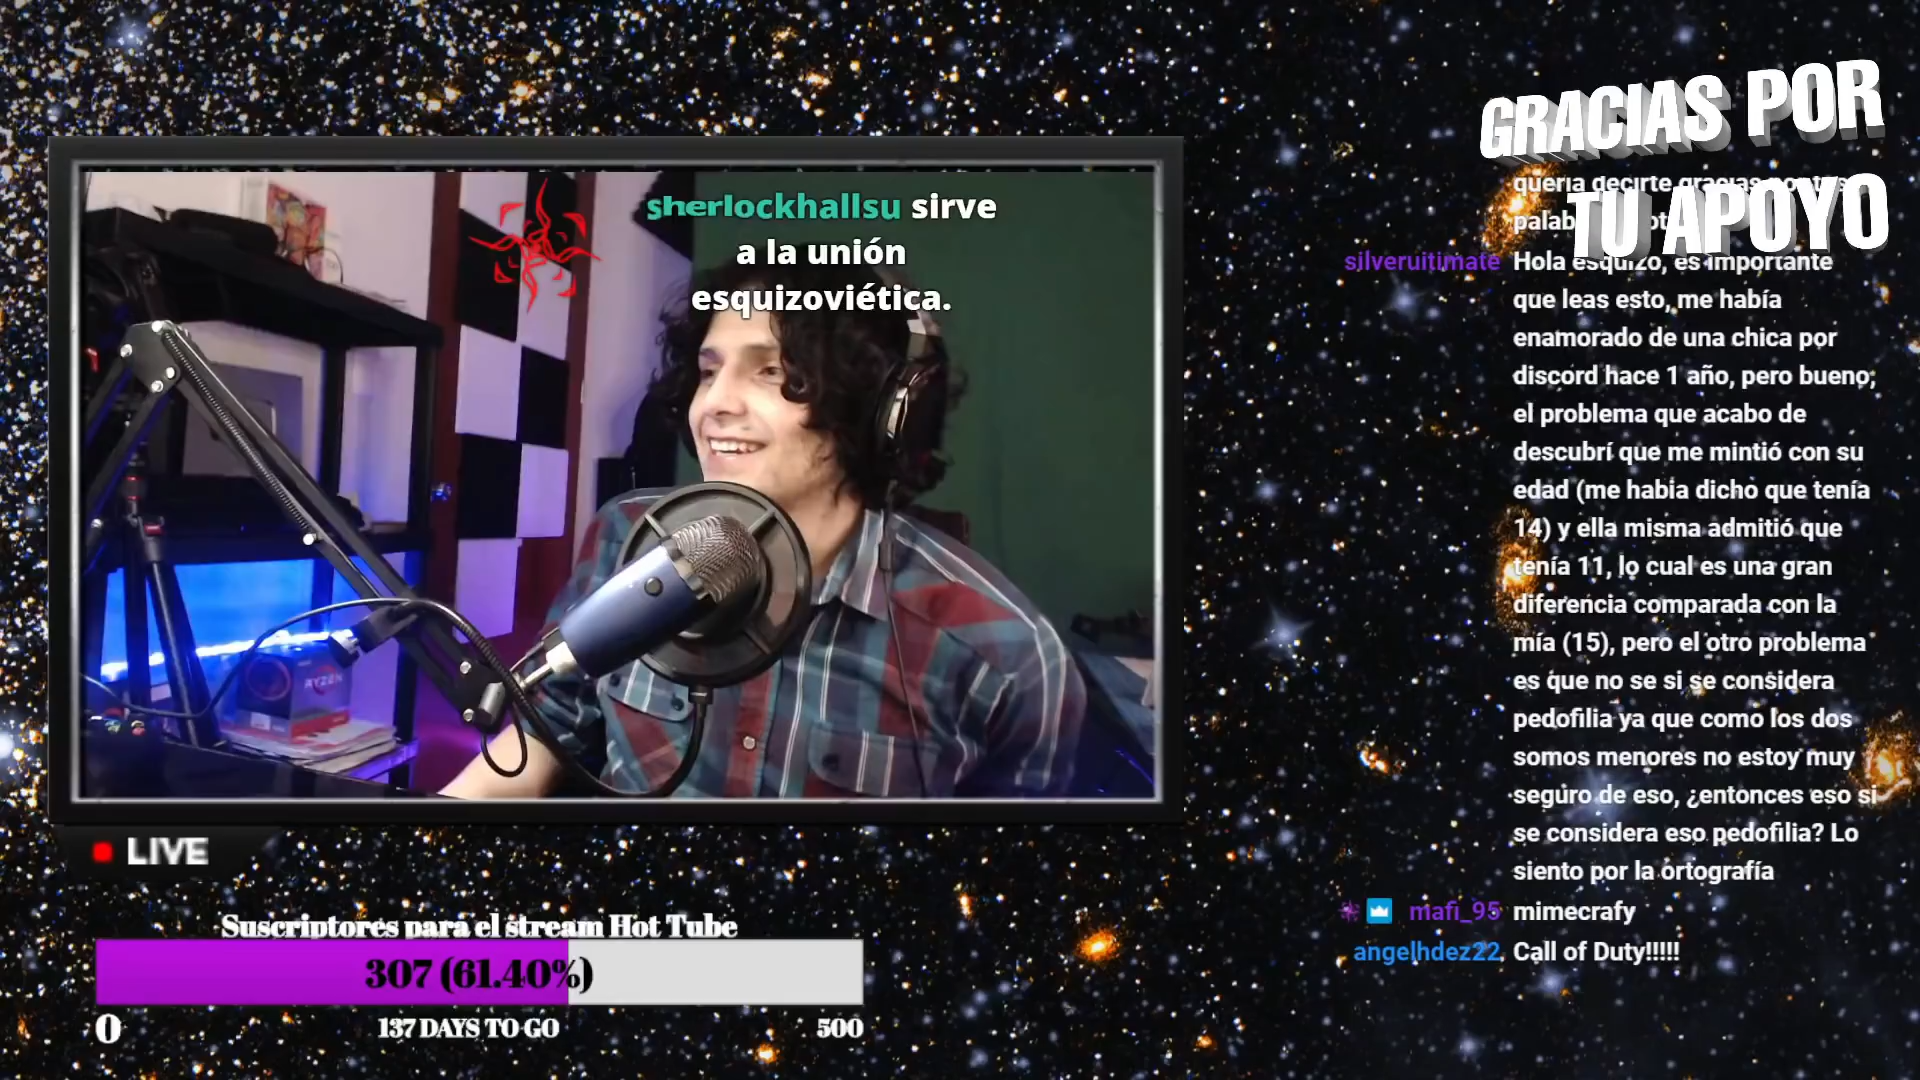 GRACIAS POR
TU APOYO
sherlockhallsu sirve
a la unión
esquizoviética.
RYZEN
LIVE
Suscriptores para el stream Hot Tube
307 (61.40%)
0
137 DAYS TO GO
500
quería decirte gracias
silveruitimate Hola esquizo, es importante
que leas esto, me había
enamorado de una chica por
discord hace 1 año, pero bueno,
el problema que acabo de
descubrí que me mintió con su
edad (me habia dicho que tenía
14) y ella misma admitió que
tenía 11, lo cual es una gran
diferencia comparada con la
mía (15), pero el otro problema
es que no se si se considera
pedofilia ya que como los dos
somos menores no estoy muy
seguro de eso, ¿entonces eso si
se considera eso pedofilia? Lo
siento por la ortografía
mafi_95 mimecrafy
angelhdez22 Call of Duty!!!!!